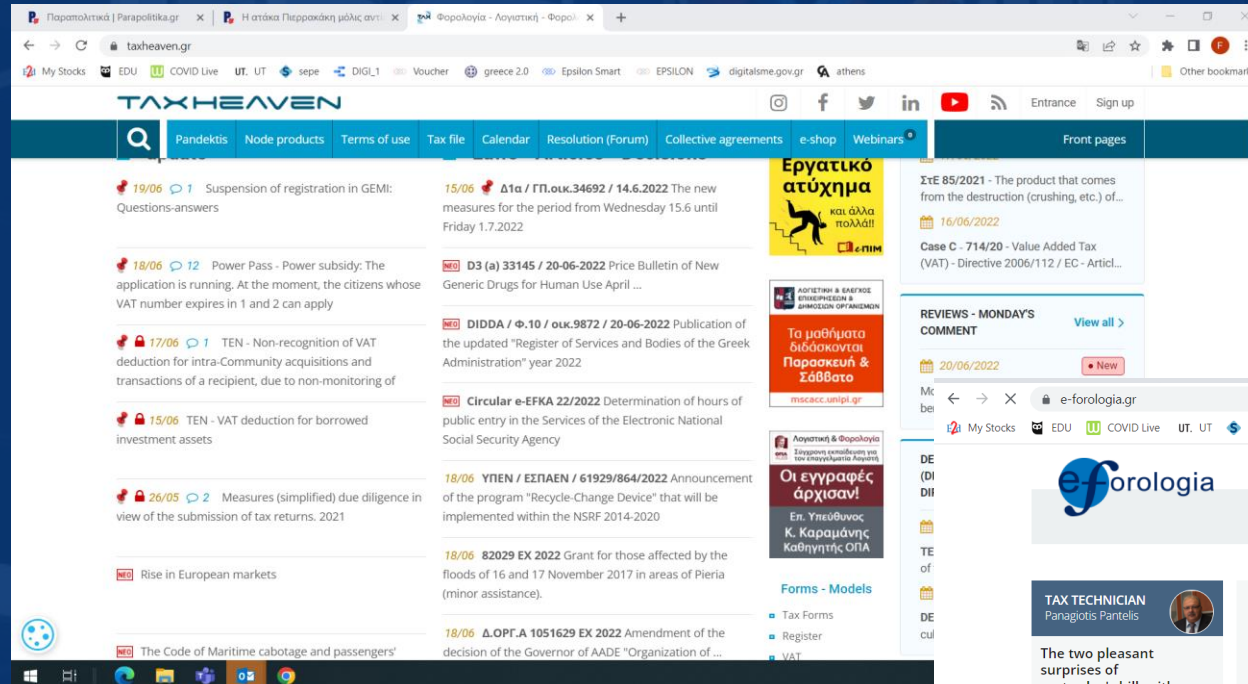 Παραπολιτικά | Parapolitika.gr
Η ατάκα Πιερρακάκη μόλις αντι
Φορολογία - Λογιστική - Φορολ
taxheaven.gr
My Stocks EDU COVID Live UT. UT sepe DIGI_1 Voucher greece 2.0 Epsilon Smart EPSILON digitalsme.gov.gr athens Other bookmark
TAXHEAVEN
Entrance Sign up
Pandektis Node products Terms of use Tax file Calendar Resolution (Forum) Collective agreements e-shop Webinars 0 Front pages
19/06 1 Suspension of registration in GEMI:
Questions-answers
18/06 12 Power Pass - Power subsidy: The
application is running. At the moment, the citizens whose
VAT number expires in 1 and 2 can apply
17/06 1 TEN - Non-recognition of VAT
deduction for intra-Community acquisitions and
transactions of a recipient, due to non-monitoring of
15/06 TEN - VAT deduction for borrowed
investment assets
26/05 2 Measures (simplified) due diligence in
view of the submission of tax returns. 2021
ΝΕΟ Rise in European markets
ΝΕΟ The Code of Maritime cabotage and passengers'
15/06 Δ1α / ΓΠ.οικ.34692 / 14.6.2022 The new
measures for the period from Wednesday 15.6 until
Friday 1.7.2022
ΝΕΟ D3 (a) 33145 / 20-06-2022 Price Bulletin of New
Generic Drugs for Human Use April ...
ΝΕΟ DIDDA / Φ.10 / οικ.9872 / 20-06-2022 Publication of
the updated "Register of Services and Bodies of the Greek
Administration" year 2022
ΝΕΟ Circular e-EFKA 22/2022 Determination of hours of
public entry in the Services of the Electronic National
Social Security Agency
18/06 ΥΠΕΝ / ΕΣΠΑΕΝ / 61929/864/2022 Announcement
of the program "Recycle-Change Device" that will be
implemented within the NSRF 2014-2020
18/06 82029 ΕΧ 2022 Grant for those affected by the
floods of 16 and 17 November 2017 in areas of Pieria
(minor assistance).
18/06 Δ.ΟΡΓ.Α 1051629 ΕΧ 2022 Amendment of the
decision of the Governor of AADE "Organization of ...
Εργατικό
ατύχημα
και άλλα
πολλά!!
e-ΠΙΜ
ΛΟΓΙΣΤΙΚΗ & ΕΛΕΓΧΟΣ
ΕΠΙΧΕΙΡΗΣΕΩΝ &
ΔΗΜΟΣΙΩΝ ΟΡΓΑΝΙΣΜΩΝ
Τα μαθήματα
διδάσκονται
Παρασκευή &
Σάββατο
mscacc.unipi.gr
Λογιστική & Φορολογία
Σύγχρονη εκπαίδευση για
τον επαγγελματία Λογιστή
Οι εγγραφές
άρχισαν!
Επ. Υπεύθυνος
Κ. Καραμάνης
Καθηγητής ΟΠΑ
Forms - Models
Tax Forms
Register
VAT
ΣτΕ 85/2021 - The product that comes
from the destruction (crushing, etc.) of...
16/06/2022
Case C - 714/20 - Value Added Tax
(VAT) - Directive 2006/112 / EC - Articl...
REVIEWS - MONDAY'S
COMMENT
View all >
20/06/2022 New
e-forologia.gr
My Stocks EDU COVID Live UT. UT
eforologia
TAX TECHNICIAN
Panagiotis Pantelis
The two pleasant
surprises of